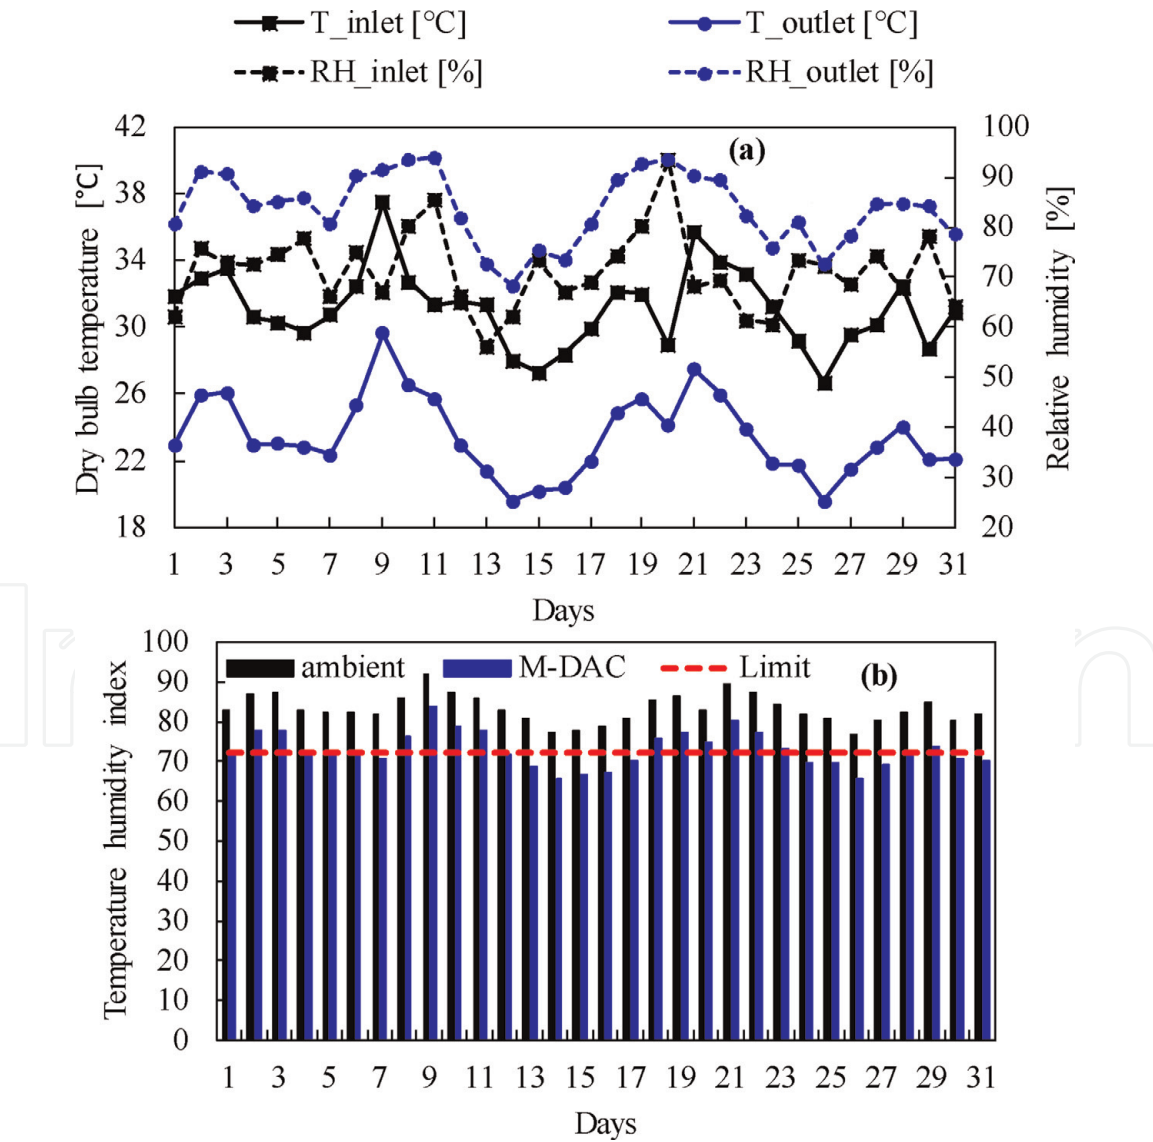 T_inlet [°C] T_outlet [°C]
RH_inlet [%] RH_outlet [%]
(a)
Dry bulb temperature [°C]
42
38
34
30
26
22
18
Relative humidity [%]
100
90
80
70
60
50
40
30
20
1 3 5 7 9 11 13 15 17 19 21 23 25 27 29 31
Days
ambient M-DAC Limit (b)
Temperature humidity index
100
90
80
70
60
50
40
30
20
10
0
1 3 5 7 9 11 13 15 17 19 21 23 25 27 29 31
Days